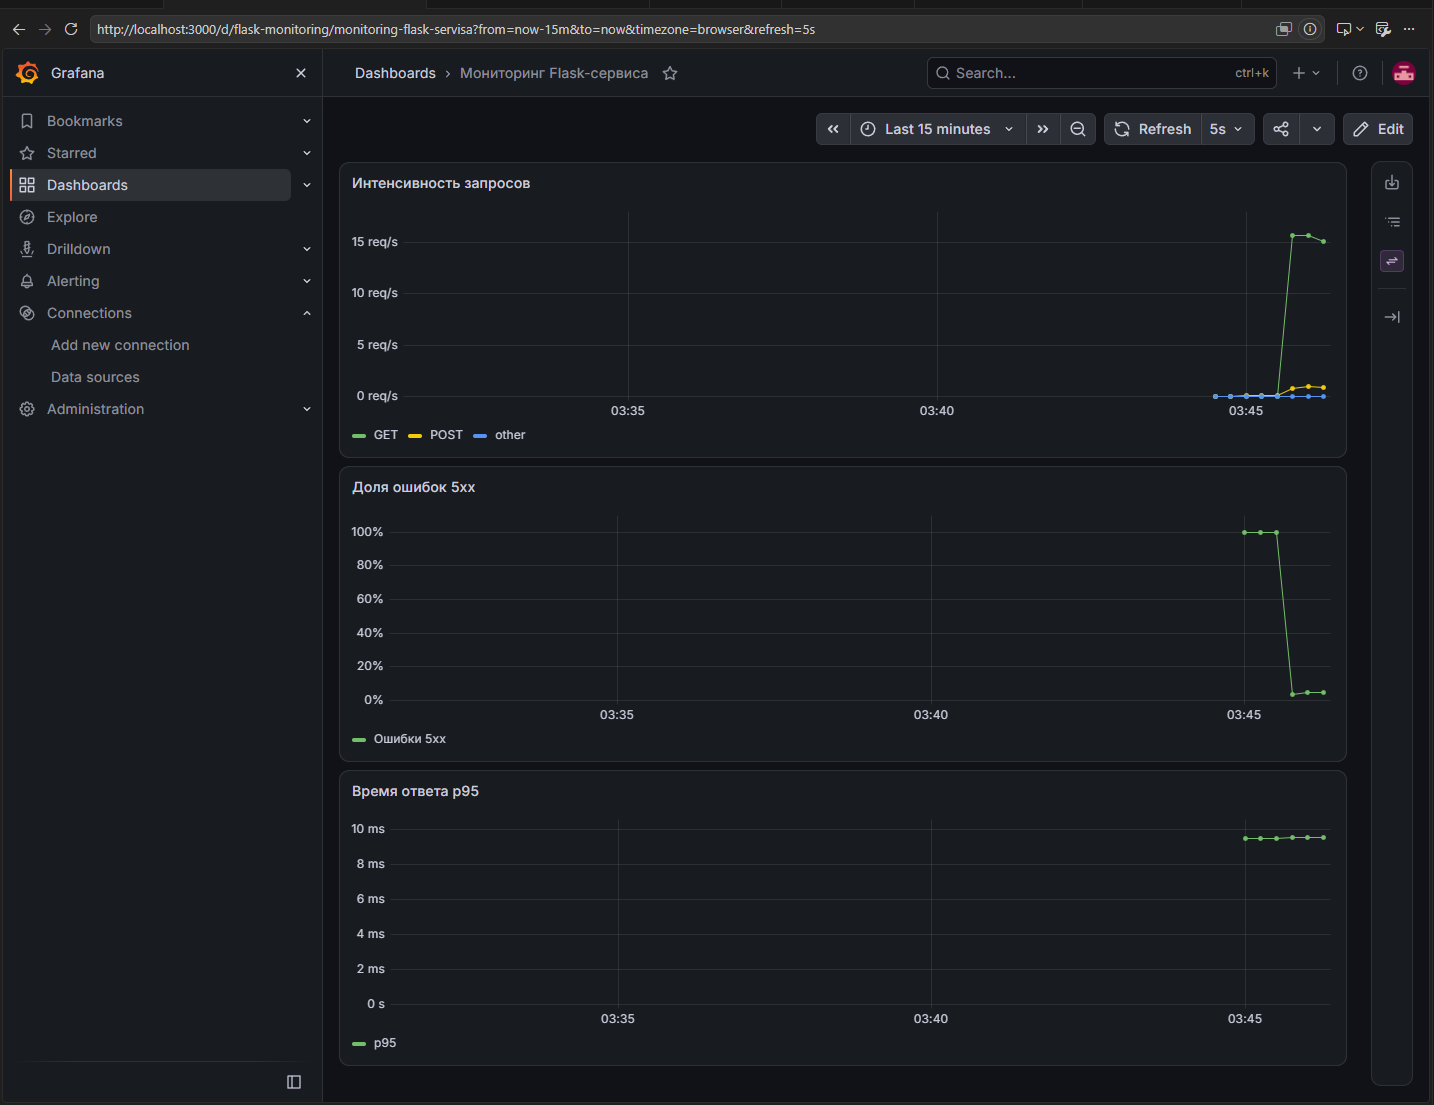 http://localhost:3000/d/flask-monitoring/monitoring-flask-servisa?from=now-15m&to=now&timezone=browser&refresh=5s
Grafana
Dashboards › Мониторинг Flask-сервиса
Search...
ctrl+k
Bookmarks
Starred
Dashboards
Explore
Drilldown
Alerting
Connections
Add new connection
Data sources
Administration
Last 15 minutes
Refresh
5s
Edit
Интенсивность запросов
15 req/s
10 req/s
5 req/s
0 req/s
03:35 03:40 03:45
GET POST other
Доля ошибок 5xx
100%
80%
60%
40%
20%
0%
03:35 03:40 03:45
Ошибки 5xx
Время ответа p95
10 ms
8 ms
6 ms
4 ms
2 ms
0 s
03:35 03:40 03:45
p95